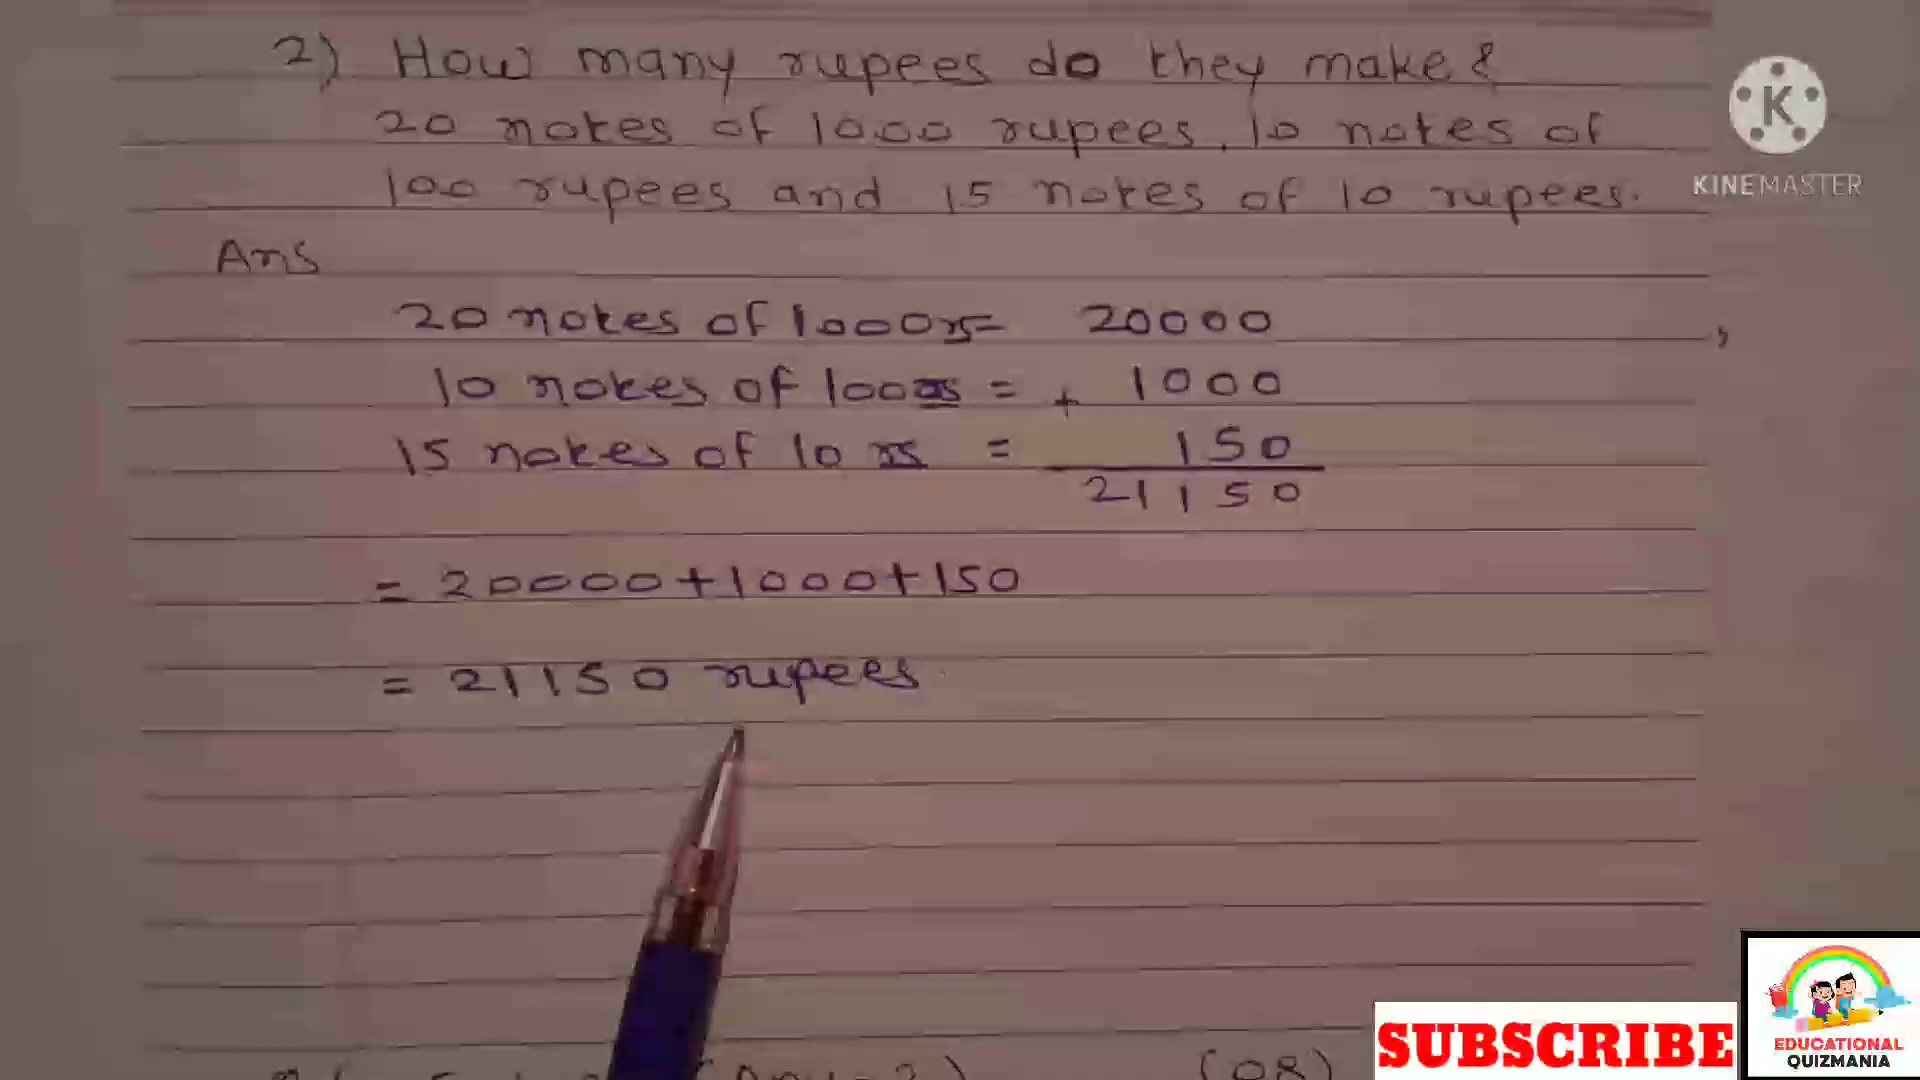 2) How many rupees do they make?
20 notes of 1000 rupees, 10 notes of
100 rupees and 15 notes of 10 rupees.
Ans
20 notes of 1000rs= 20000
10 notes of 100rs = + 1000
15 notes of 10 rs = 150
21150
= 20000+1000+150
= 21150 rupees
(OR)
K
KINEMASTER
SUBSCRIBE
EDUCATIONAL
QUIZMANIA